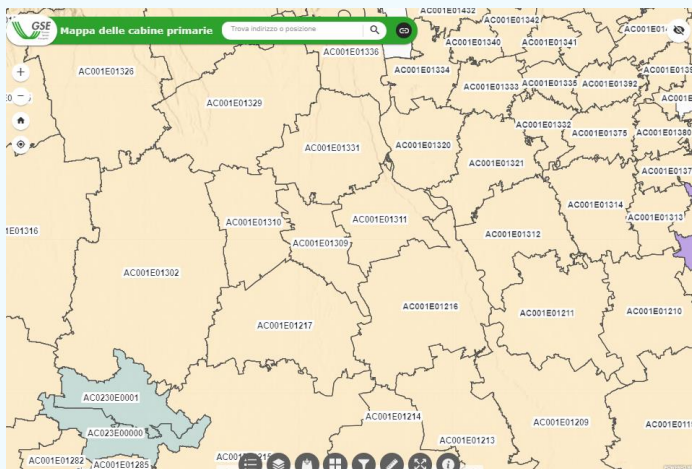 AC001E01432
AC001E01342
GSE
Mappa delle cabine primarie
Trova indirizzo o posizione
AC001E01340
AC001E01341
AC001E01336
AC001E01326
AC001E01334
AC001E01333
AC001E01335
AC001E01392
AC001E01329
AC001E01332
AC001E01375
AC001E01380
AC001E01331
AC001E01320
AC001E01321
AC001E01314
AC001E01313
AC001E01310
AC001E01311
AC001E01316
AC001E01309
AC001E01312
AC001E01302
AC001E01216
AC001E01211
AC001E01210
AC001E01217
AC0230E0001
AC001E01214
AC001E01209
AC023E00000
AC001E01213
AC001E01282
AC001E01285